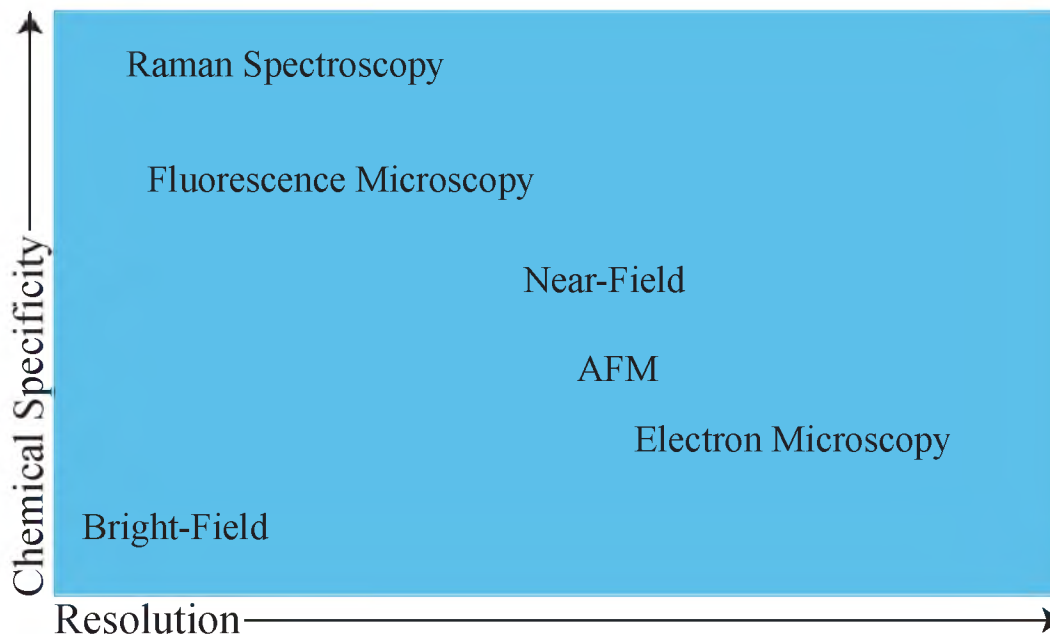 Raman Spectroscopy
Fluorescence Microscopy
Near-Field
AFM
Electron Microscopy
Bright-Field
Chemical Specificity
Resolution